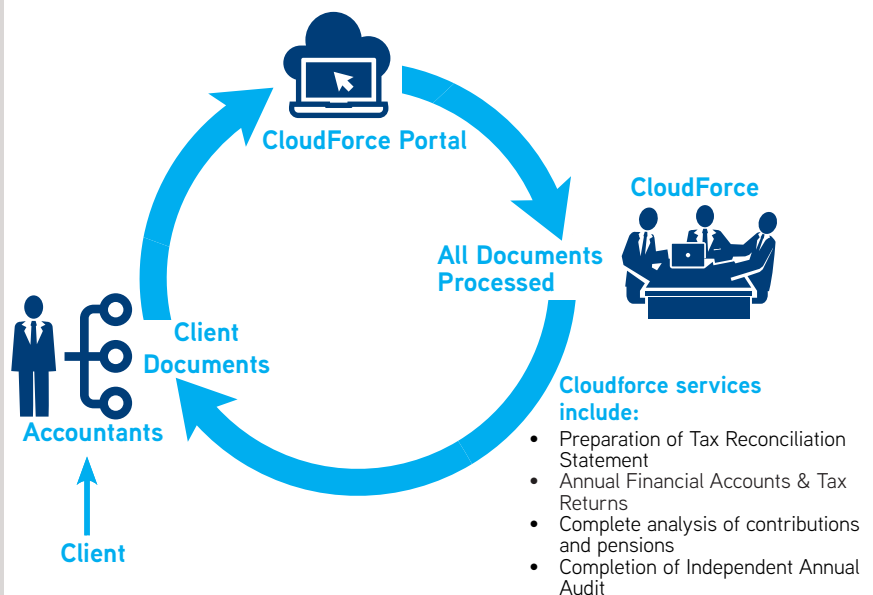 CloudForce Portal
CloudForce
All Documents
Processed
Client
Documents
Accountants
Client
Cloudforce services
include:
• Preparation of Tax Reconciliation
Statement
• Annual Financial Accounts & Tax
Returns
• Complete analysis of contributions
and pensions
• Completion of Independent Annual
Audit